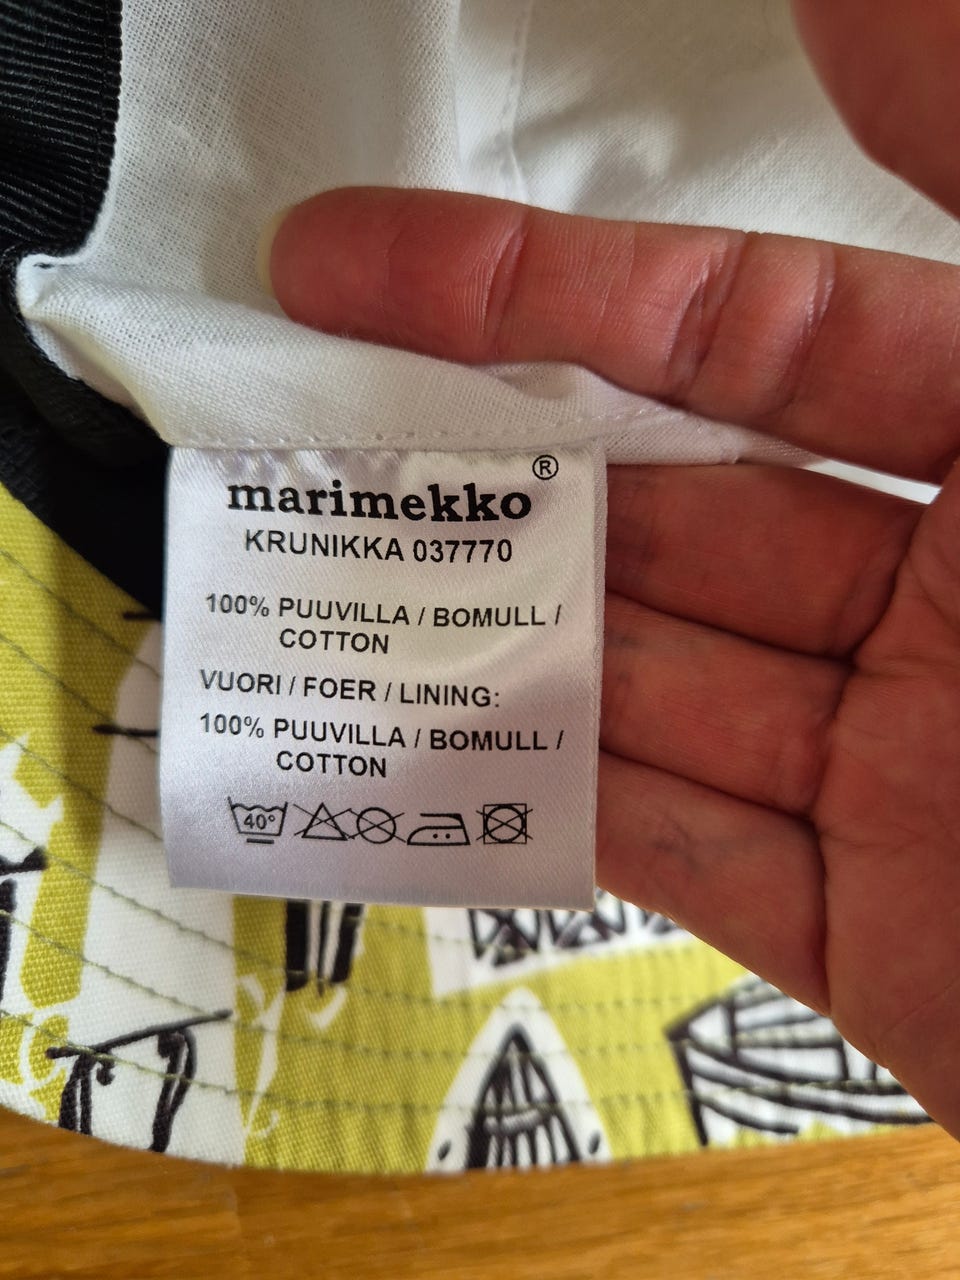 marimekko®
KRUNIKKA 037770
100% PUUVILLA / BOMULL /
COTTON
VUORI / FOER / LINING:
100% PUUVILLA / BOMULL /
COTTON
40°